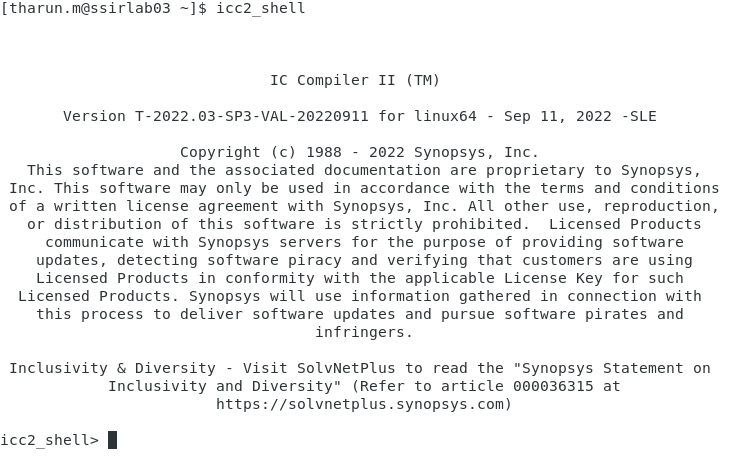 [tharun.m@ssirlab03 ~]$ icc2_shell
IC Compiler II (TM)
Version T-2022.03-SP3-VAL-20220911 for linux64 - Sep 11, 2022 -SLE
Copyright (c) 1988 - 2022 Synopsys, Inc.
This software and the associated documentation are proprietary to Synopsys,
Inc. This software may only be used in accordance with the terms and conditions
of a written license agreement with Synopsys, Inc. All other use, reproduction,
or distribution of this software is strictly prohibited.  Licensed Products
communicate with Synopsys servers for the purpose of providing software
updates, detecting software piracy and verifying that customers are using
Licensed Products in conformity with the applicable License Key for such
Licensed Products. Synopsys will use information gathered in connection with
this process to deliver software updates and pursue software pirates and
infringers.
Inclusivity & Diversity - Visit SolvNetPlus to read the "Synopsys Statement on
Inclusivity and Diversity" (Refer to article 000036315 at
https://solvnetplus.synopsys.com)
icc2_shell>